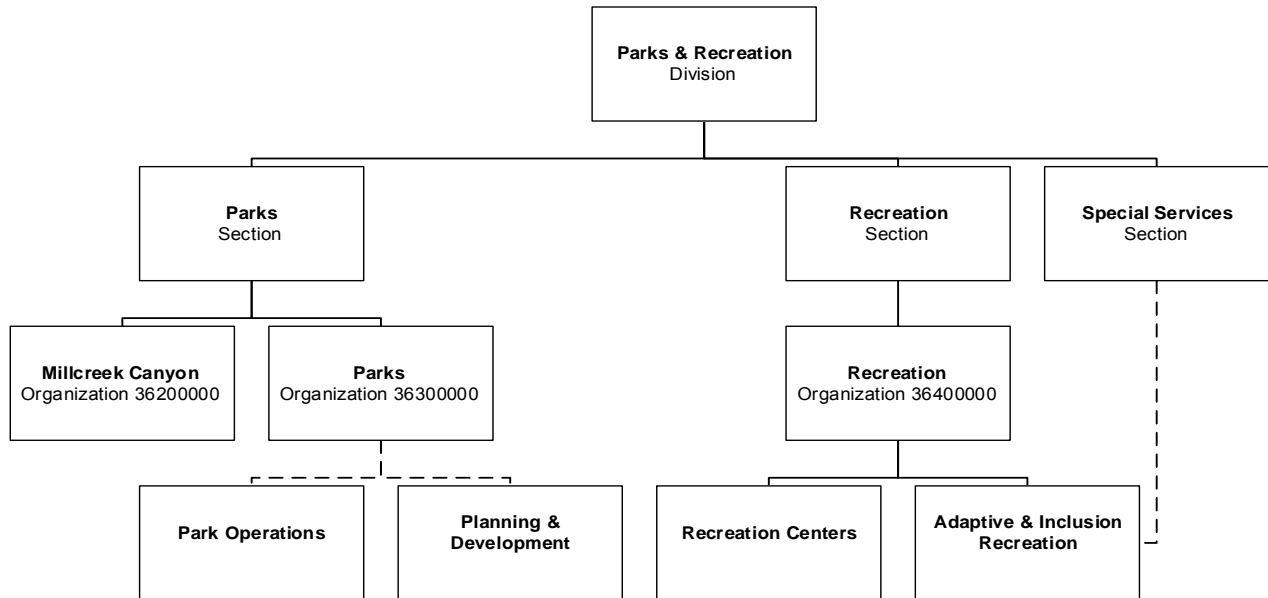 Parks & Recreation
Division
Parks
Section
Recreation
Section
Special Services
Section
Millcreek Canyon
Organization 36200000
Parks
Organization 36300000
Recreation
Organization 36400000
Park Operations
Planning &
Development
Recreation Centers
Adaptive & Inclusion
Recreation